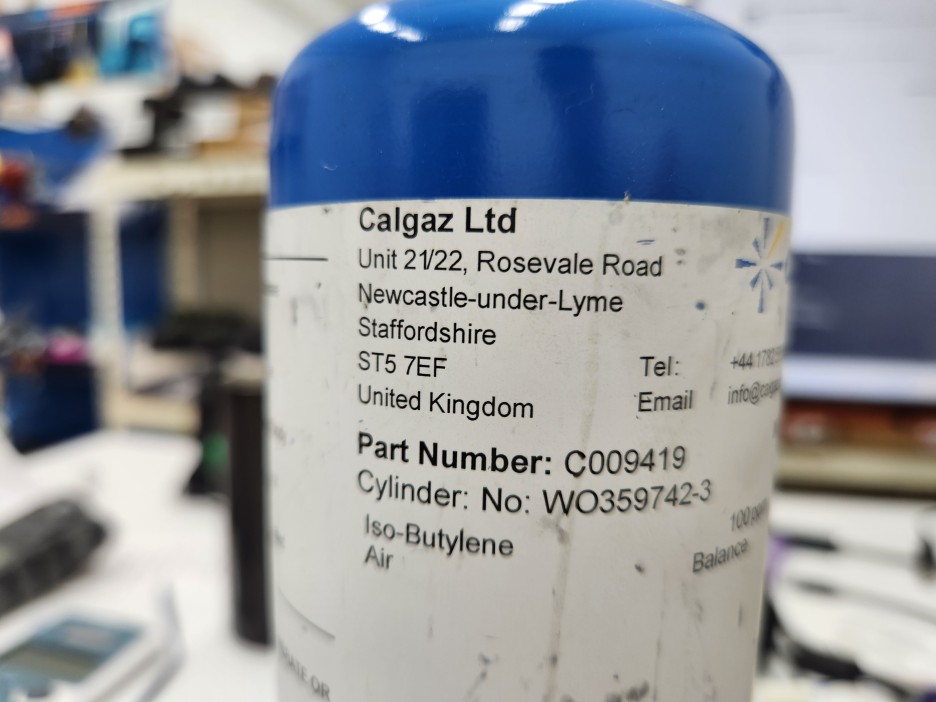 Calgaz Ltd
Unit 21/22, Rosevale Road
Newcastle-under-Lyme
Staffordshire
ST5 7EF Tel:
United Kingdom Email
Part Number: C009419
Cylinder: No: WO359742-3
Iso-Butylene
Air Balance